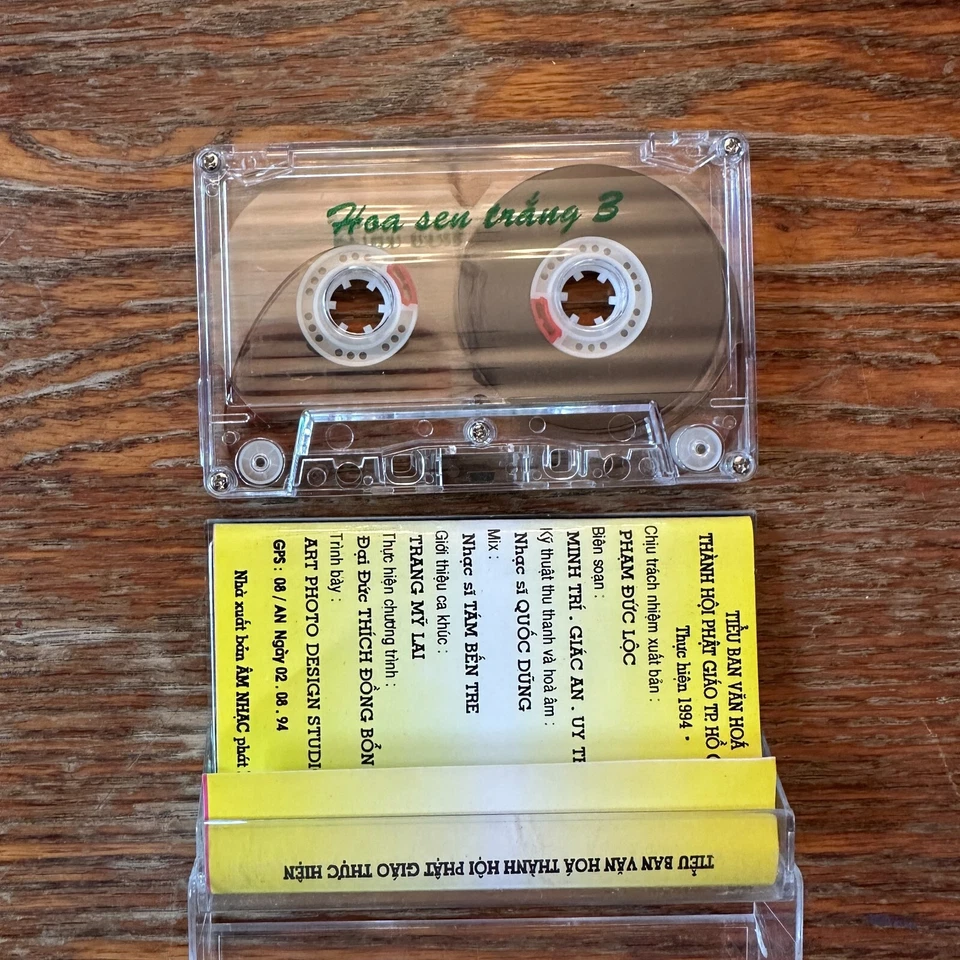 Hoa sen trắng B
TIỂU BAN VĂN HOÁ
THÀNH HỘI PHẬT GIÁO TP. HỒ
Thực hiện 1994 *
Chịu trách nhiệm xuất bản :
PHẠM ĐỨC LỘC
Biên soạn :
MINH TRÍ . GIÁC AN . UY
Kỹ thuật thu thanh và hoà âm :
Nhạc sĩ QUỐC DŨNG
Mix :
Nhạc sĩ TÁM BẾN TRE
Giới thiệu ca khúc :
TRANG MỸ LAI
Thực hiện chương trình :
Đại Đức THÍCH ĐỒNG BỔN
Trình bày :
ART PHOTO DESIGN STUDI
GPS : 08 / AN Ngày 02 . 08 . 94
Nhà xuất bản ÂM NHẠC phát
TIỂU BAN VĂN HOÁ THÀNH HỘI PHẬT GIÁO THỰC HIỆN